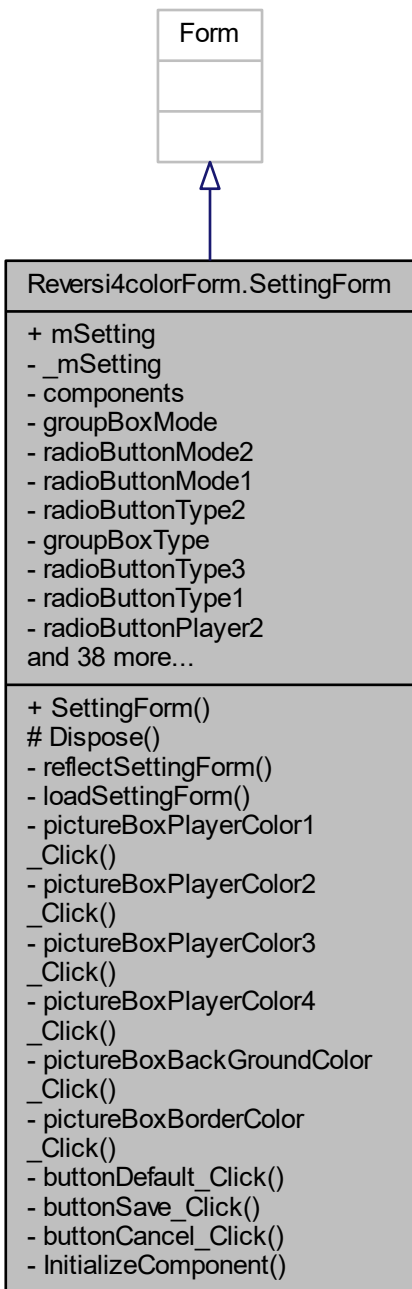 Form
Reversi4colorForm.SettingForm
+ mSetting
- _mSetting
- components
- groupBoxMode
- radioButtonMode2
- radioButtonMode1
- radioButtonType2
- groupBoxType
- radioButtonType3
- radioButtonType1
- radioButtonPlayer2
and 38 more...
+ SettingForm()
# Dispose()
- reflectSettingForm()
- loadSettingForm()
- pictureBoxPlayerColor1
_Click()
- pictureBoxPlayerColor2
_Click()
- pictureBoxPlayerColor3
_Click()
- pictureBoxPlayerColor4
_Click()
- pictureBoxBackGroundColor
_Click()
- pictureBoxBorderColor
_Click()
- buttonDefault_Click()
- buttonSave_Click()
- buttonCancel_Click()
- InitializeComponent()